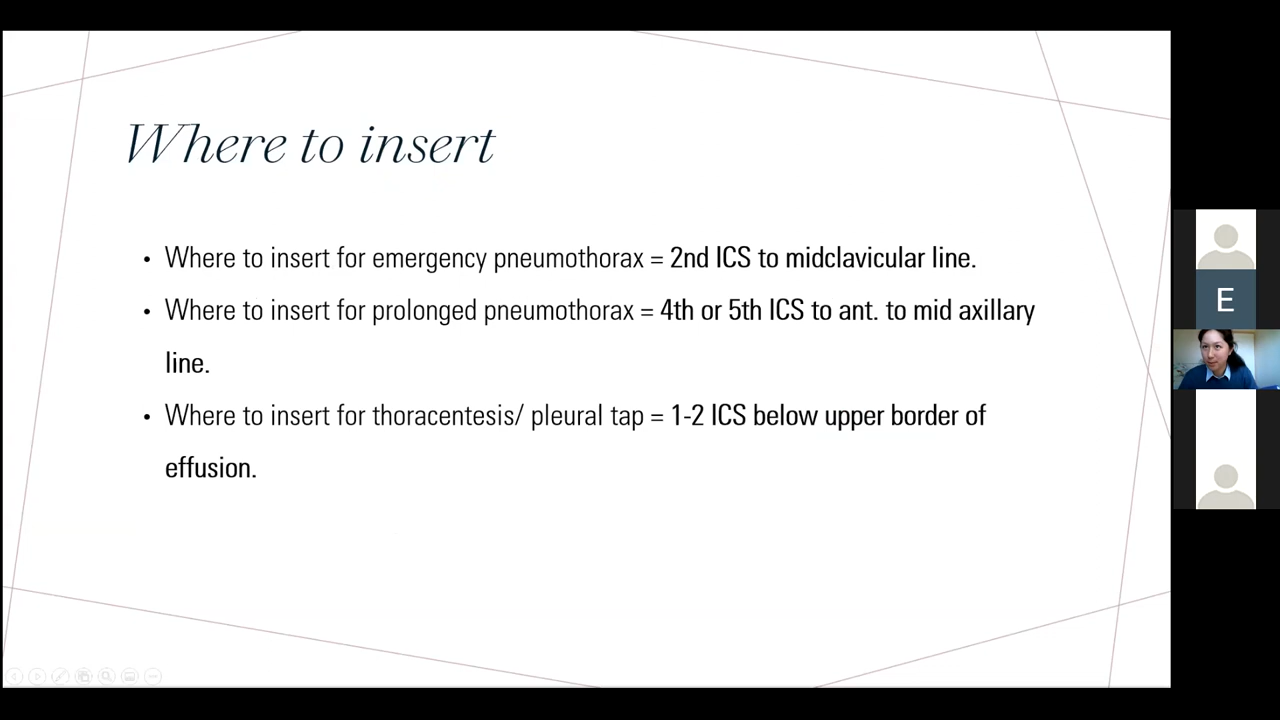 Where to insert
• Where to insert for emergency pneumothorax = 2nd ICS to midclavicular line.
• Where to insert for prolonged pneumothorax = 4th or 5th ICS to ant. to mid axillary
line.
• Where to insert for thoracentesis/ pleural tap = 1-2 ICS below upper border of
effusion.
E